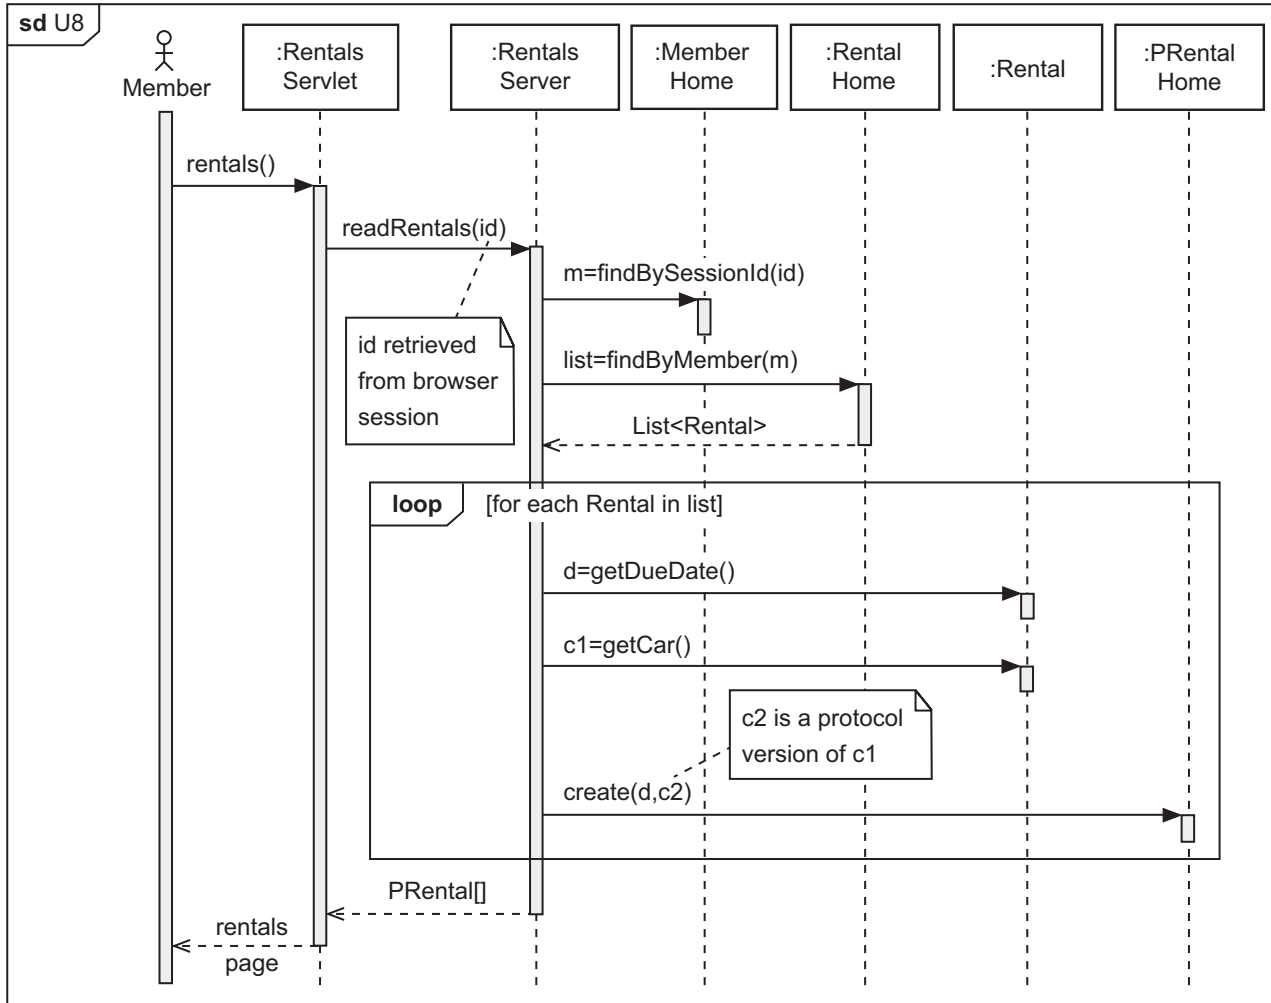 sd U8
Member
:Rentals
Servlet
:Rentals
Server
:Member
Home
:Rental
Home
:Rental
:PRental
Home
rentals()
readRentals(id)
m=findBySessionId(id)
id retrieved
from browser
session
list=findByMember(m)
List<Rental>
loop
[for each Rental in list]
d=getDueDate()
c1=getCar()
c2 is a protocol
version of c1
create(d,c2)
PRental[]
rentals
page